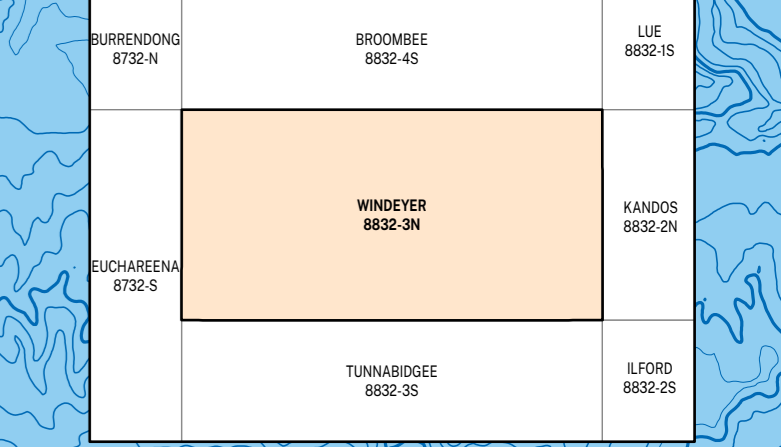 BURRENDONG
8732-N
BROOMBEE
8832-4S
LUE
8832-1S
WINDEYER
8832-3N
KANDOS
8832-2N
EUCHAREENA
8732-S
TUNNABIDGEE
8832-3S
ILFORD
8832-2S